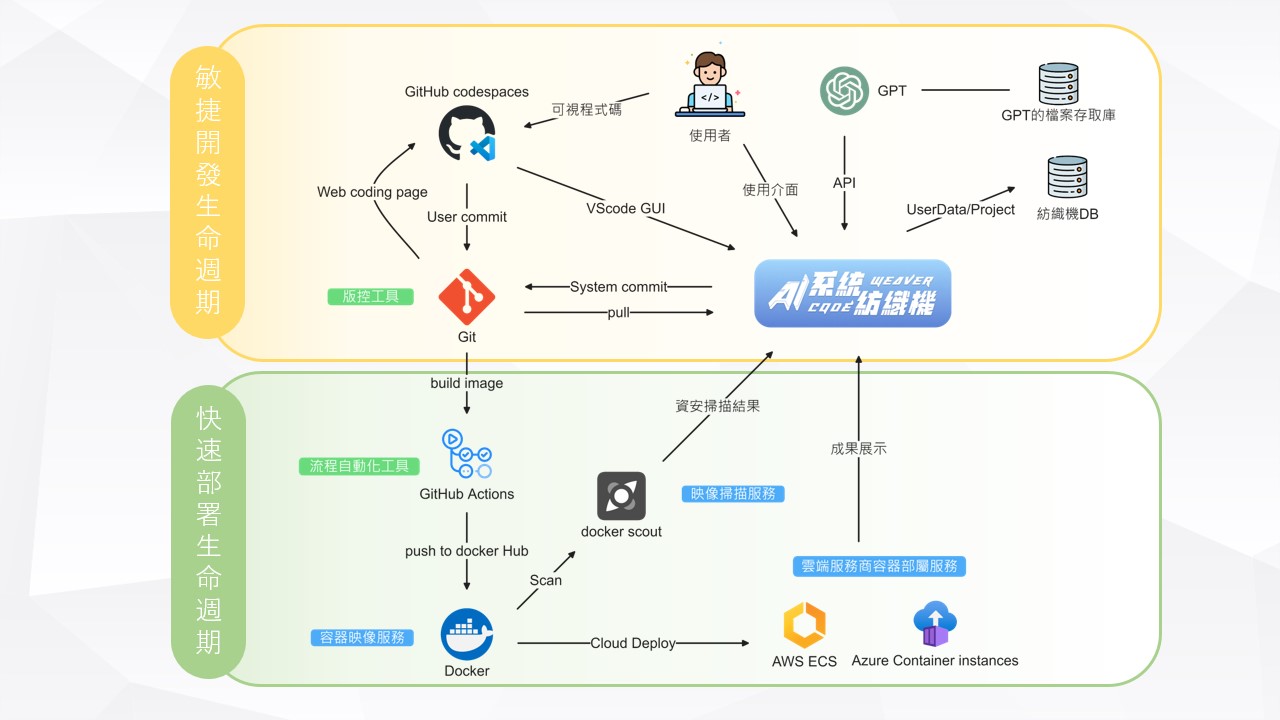 敏捷開發生命週期
GitHub codespaces
可視程式碼
</>
使用者
GPT
GPT的檔案存取庫
Web coding page
User commit
VScode GUI
使用介面
API
UserData/Project
紡織機DB
版控工具
Git
System commit
pull
AI系統紡織機
WEAVER
CODE
build image
快速部署生命週期
流程自動化工具
GitHub Actions
資安掃描結果
成果展示
映像掃描服務
docker scout
push to docker Hub
Scan
雲端服務商容器部屬服務
容器映像服務
Docker
Cloud Deploy
AWS ECS
Azure Container instances